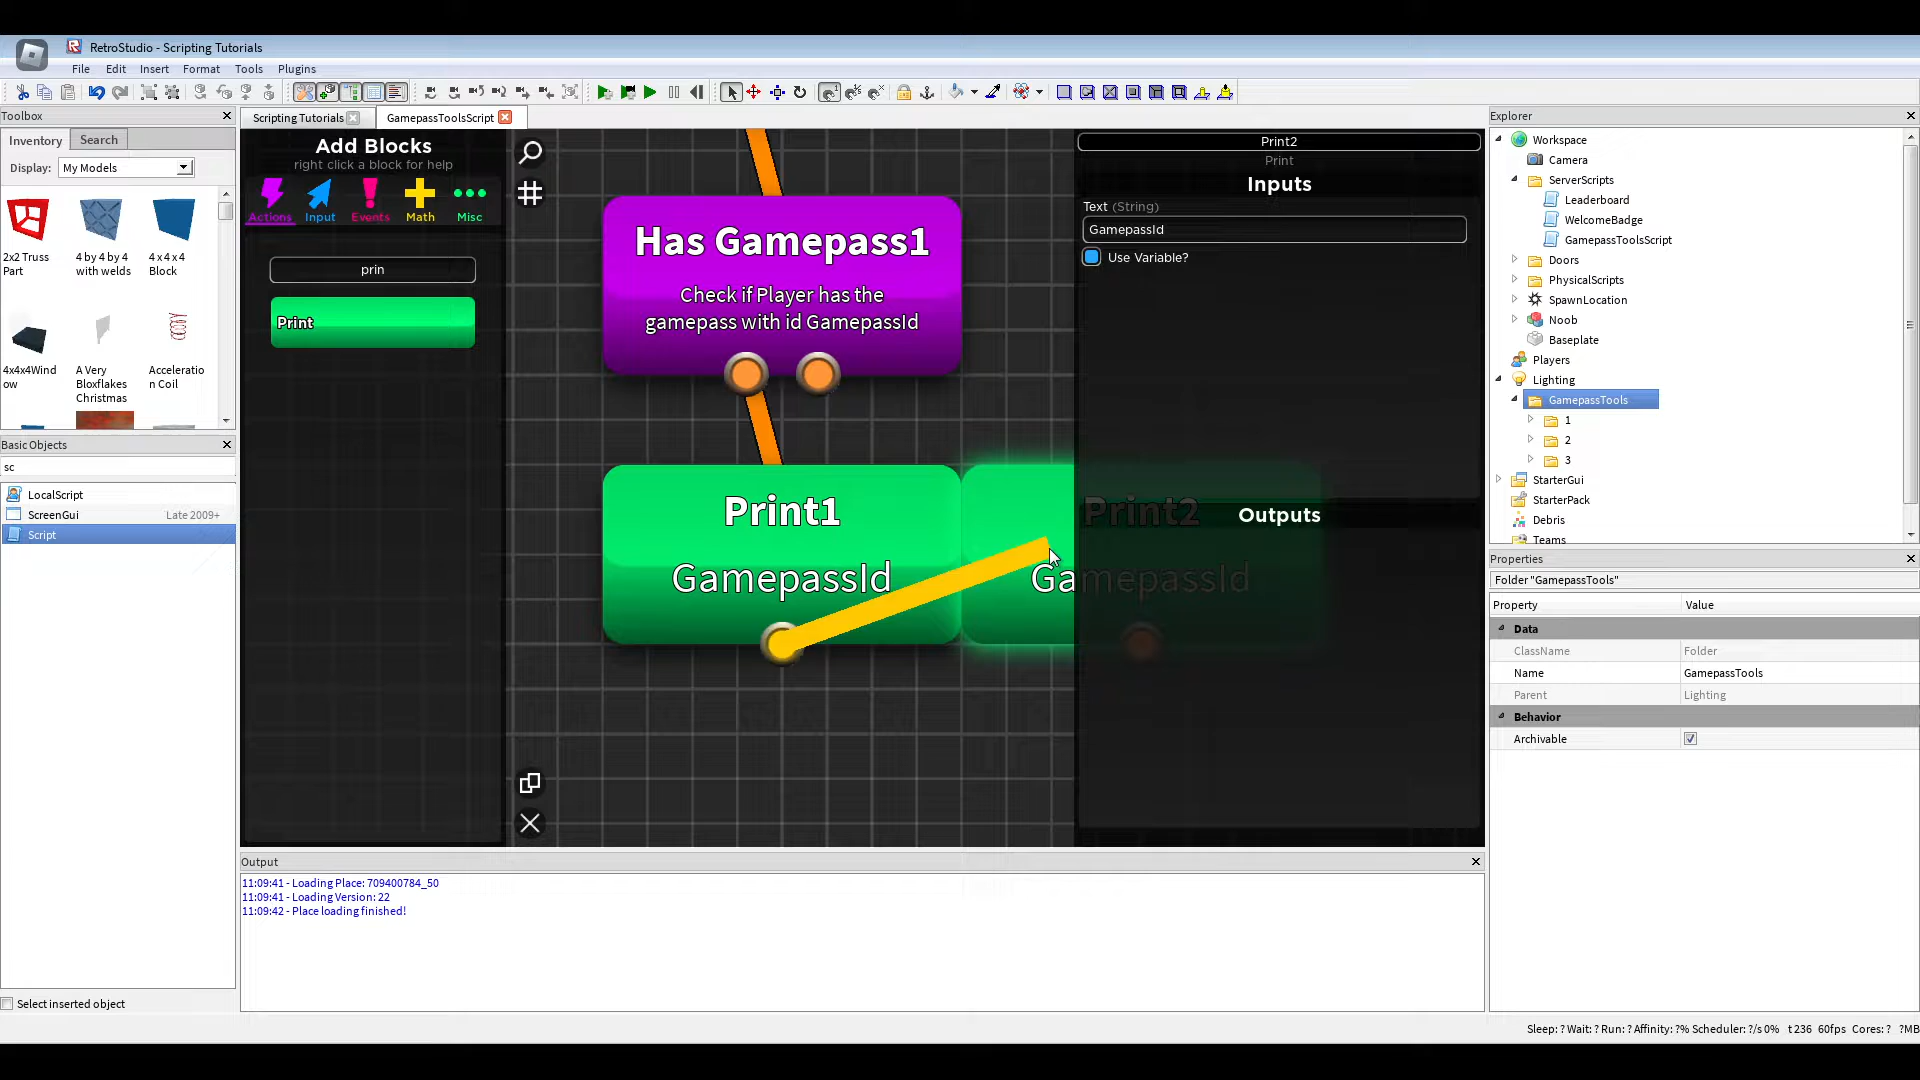 RetroStudio - Scripting Tutorials
File Edit Insert Format Tools Plugins
Toolbox
Inventory Search
Display: My Models
2x2 Truss Part
4 by 4 by 4 with welds
4 x 4 x 4 Block
4x4x4Window
A Very Bloxflakes Christmas
Acceleration Coil
Basic Objects
sc
LocalScript
ScreenGui Late 2009+
Script
Select inserted object
Scripting Tutorials
GamepassToolsScript
Add Blocks
right click a block for help
Actions Input Events Math Misc
prin
Print
Has Gamepass1
Check if Player has the
gamepass with id GamepassId
Print1
GamepassId
Print2
GamepassId
Print2
Print
Inputs
Text (String)
GamepassId
Use Variable?
Outputs
Output
11:09:41 - Loading Place: 709400784_50
11:09:41 - Loading Version: 22
11:09:42 - Place loading finished!
Explorer
Workspace
Camera
ServerScripts
Leaderboard
WelcomeBadge
GamepassToolsScript
Doors
PhysicalScripts
SpawnLocation
Noob
Baseplate
Players
Lighting
GamepassTools
1
2
3
StarterGui
StarterPack
Debris
Teams
Properties
Folder "GamepassTools"
Property Value
Data
ClassName Folder
Name GamepassTools
Parent Lighting
Behavior
Archivable
Sleep: ? Wait: ? Run: ? Affinity: ?% Scheduler: ?/s 0% t 236 60fps Cores: ? ?MB